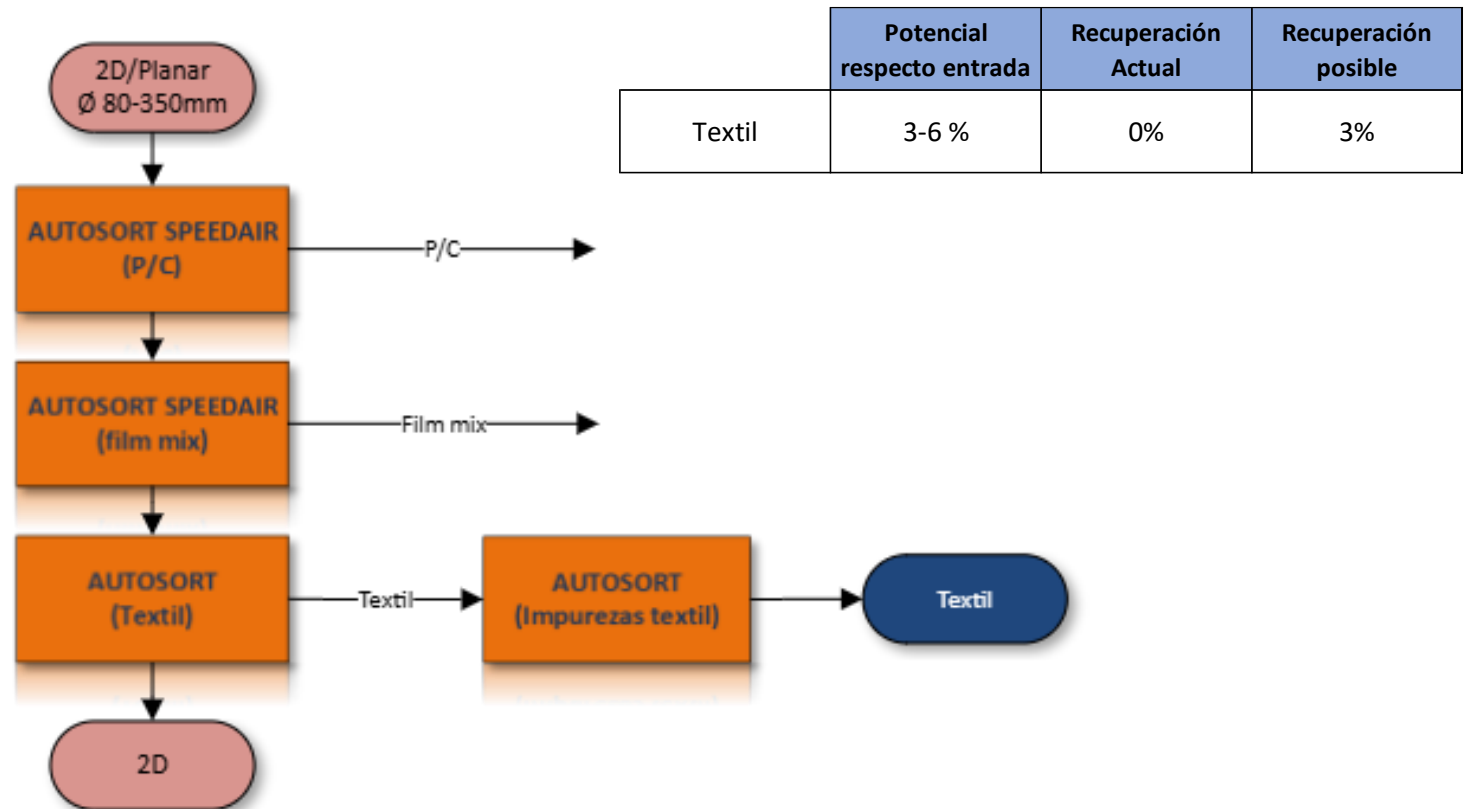 2D/Planar
Ø 80-350mm
Potencial
respecto entrada
Recuperación
Actual
Recuperación
posible
Textil
3-6 %
0%
3%
AUTOSORT SPEEDAIR
(P/C)
P/C
AUTOSORT SPEEDAIR
(film mix)
Film mix
AUTOSORT
(Textil)
Textil
AUTOSORT
(Impurezas textil)
Textil
2D